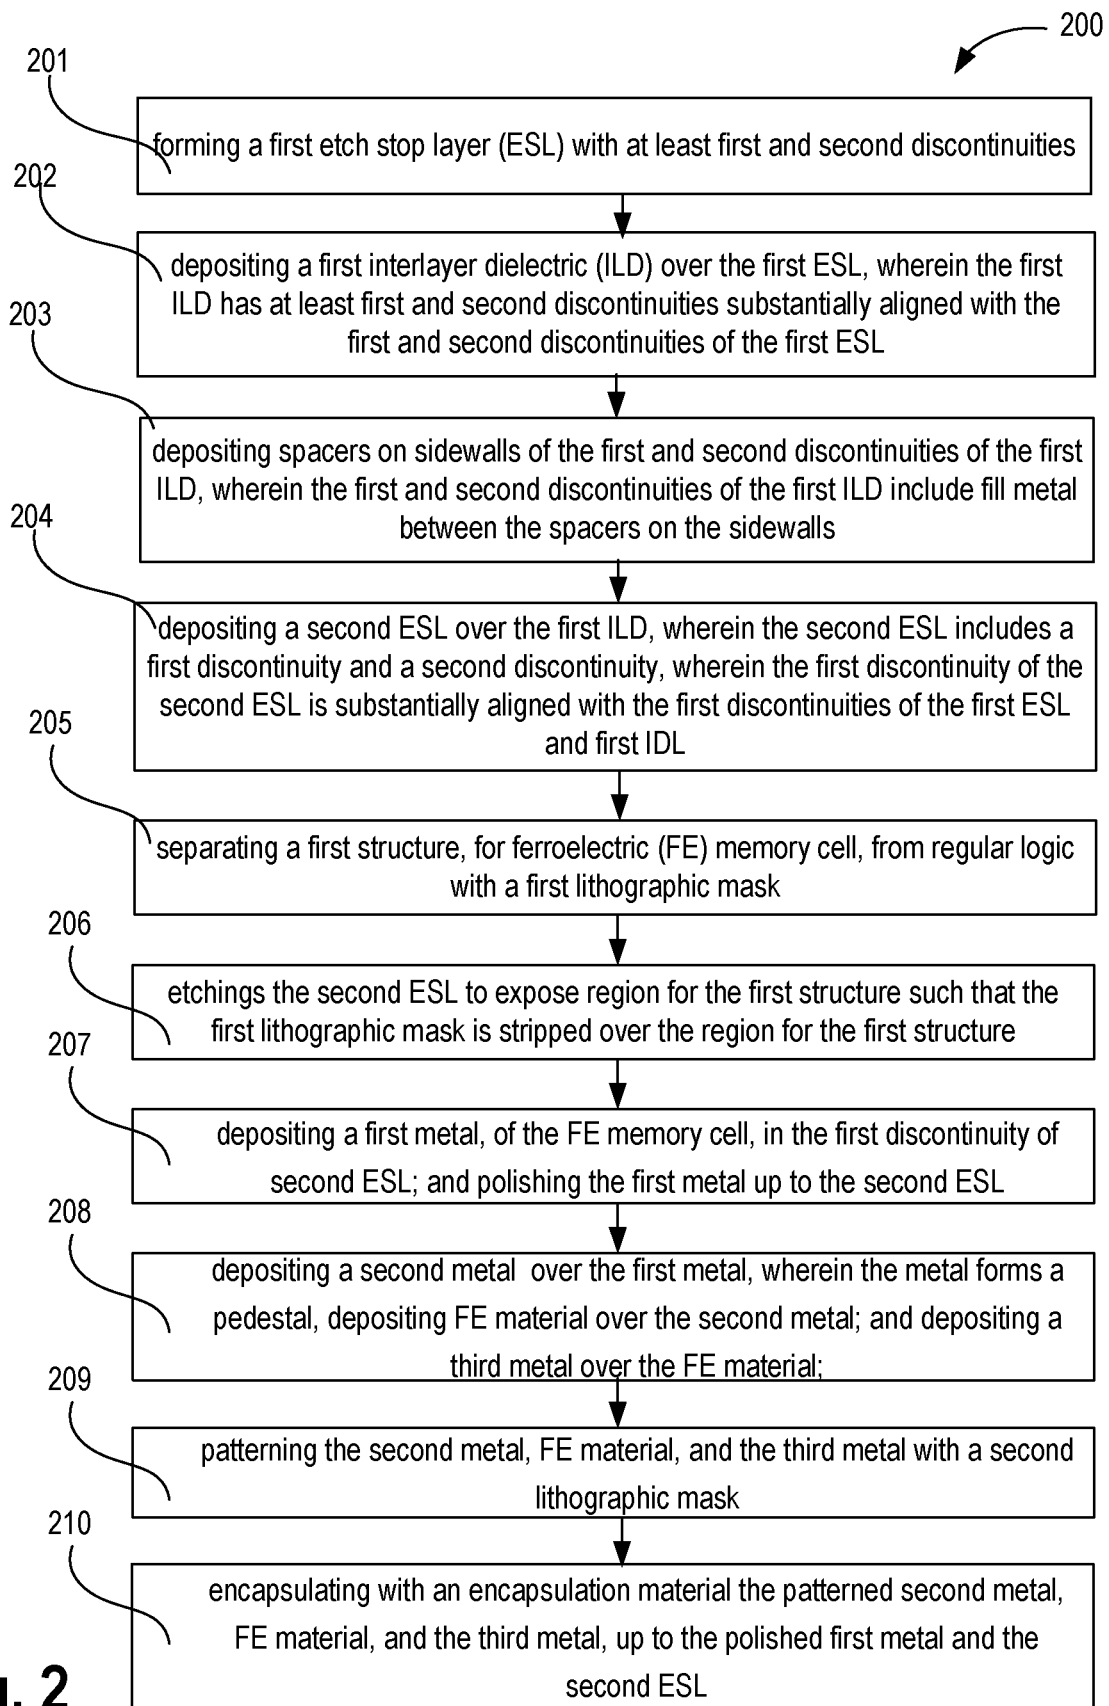 200
201
forming a first etch stop layer (ESL) with at least first and second discontinuities
202
depositing a first interlayer dielectric (ILD) over the first ESL, wherein the first
ILD has at least first and second discontinuities substantially aligned with the
first and second discontinuities of the first ESL
203
depositing spacers on sidewalls of the first and second discontinuities of the first
ILD, wherein the first and second discontinuities of the first ILD include fill metal
between the spacers on the sidewalls
204
depositing a second ESL over the first ILD, wherein the second ESL includes a
first discontinuity and a second discontinuity, wherein the first discontinuity of the
second ESL is substantially aligned with the first discontinuities of the first ESL
and first IDL
205
separating a first structure, for ferroelectric (FE) memory cell, from regular logic
with a first lithographic mask
206
etchings the second ESL to expose region for the first structure such that the
first lithographic mask is stripped over the region for the first structure
207
depositing a first metal, of the FE memory cell, in the first discontinuity of
second ESL; and polishing the first metal up to the second ESL
208
depositing a second metal over the first metal, wherein the metal forms a
pedestal, depositing FE material over the second metal; and depositing a
third metal over the FE material;
209
patterning the second metal, FE material, and the third metal with a second
lithographic mask
210
encapsulating with an encapsulation material the patterned second metal,
FE material, and the third metal, up to the polished first metal and the
second ESL
. 2